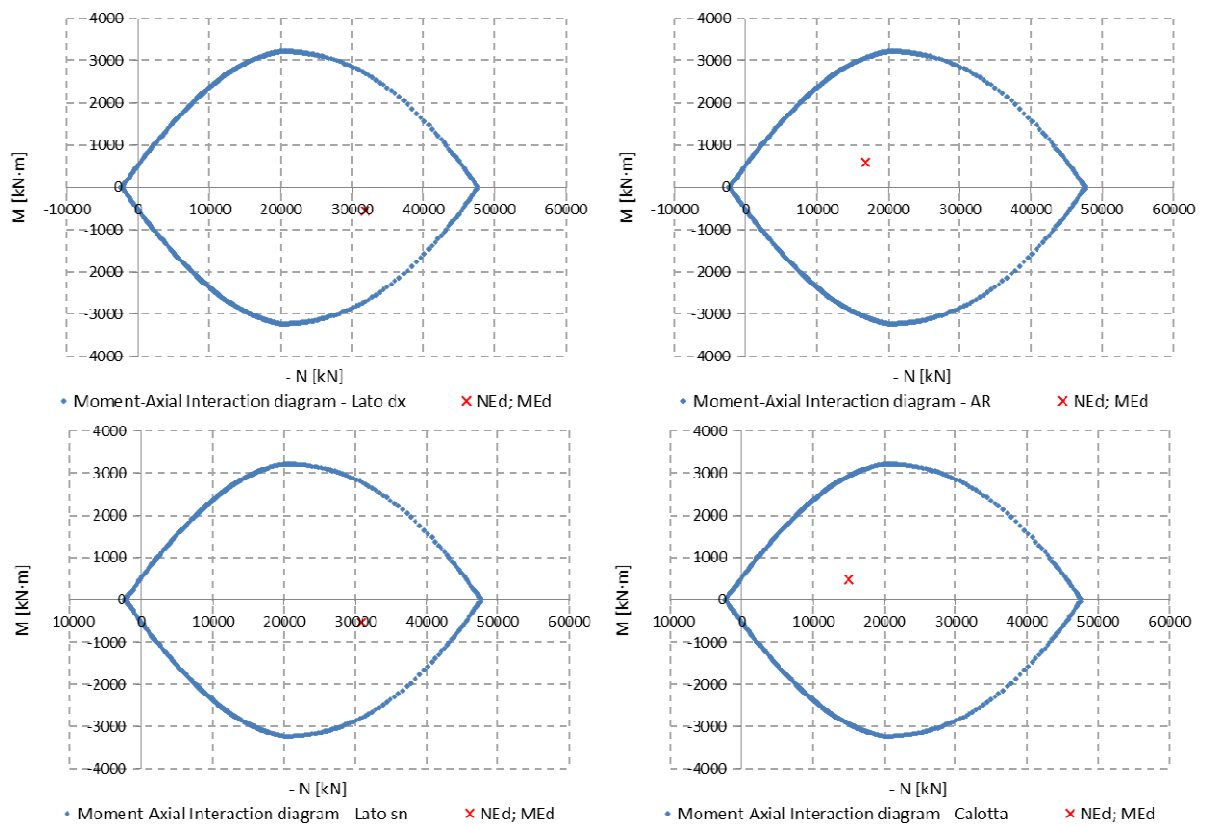 4000
3000
2000
1000
0
-10000 0 10000 20000 30000 40000 50000 60000
-1000
2000
-3000
4000
M [kN·m]
- N [kN]
Moment-Axial Interaction diagram - Lato dx
NEd; MEd
4000
3000
2000
1000
0
-10000 0 10000 20000 30000 40000 50000 60000
-1000
2000
-3000
4000
M [kN·m]
- N [kN]
Moment-Axial Interaction diagram - AR
NEd; MEd
4000
3000
2000
1000
0
10000 0 10000 20000 30000 40000 50000 60000
-1000
-2000
-3000
-4000
M [kN·m]
- N [kN]
Moment Axial Interaction diagram Lato sn
NEd; MEd
4000
3000
2000
1000
0
10000 0 10000 20000 30000 40000 50000 60000
-1000
-2000
-3000
-4000
M [kN·m]
- N [kN]
Moment Axial Interaction diagram Calotta
NEd; MEd